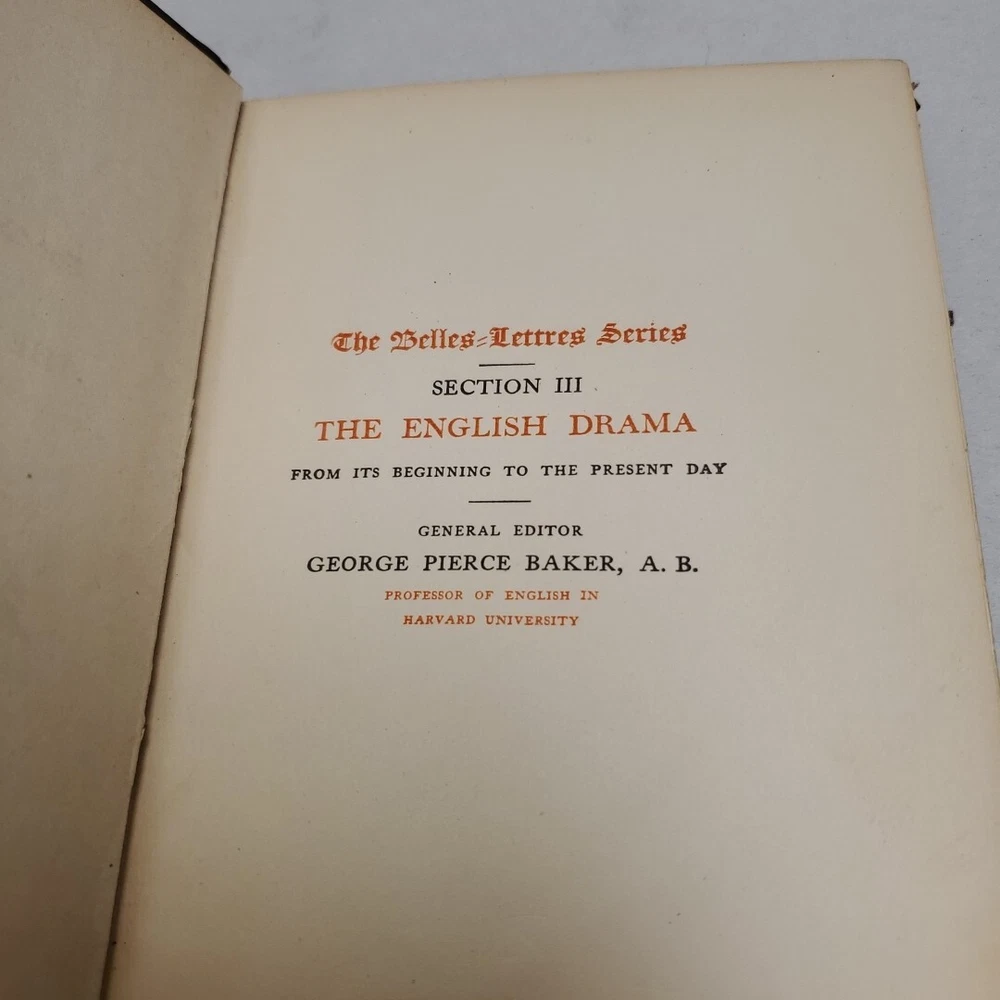 The Belles-Lettres Series
SECTION III
THE ENGLISH DRAMA
FROM ITS BEGINNING TO THE PRESENT DAY
GENERAL EDITOR
GEORGE PIERCE BAKER, A. B.
PROFESSOR OF ENGLISH IN
HARVARD UNIVERSITY